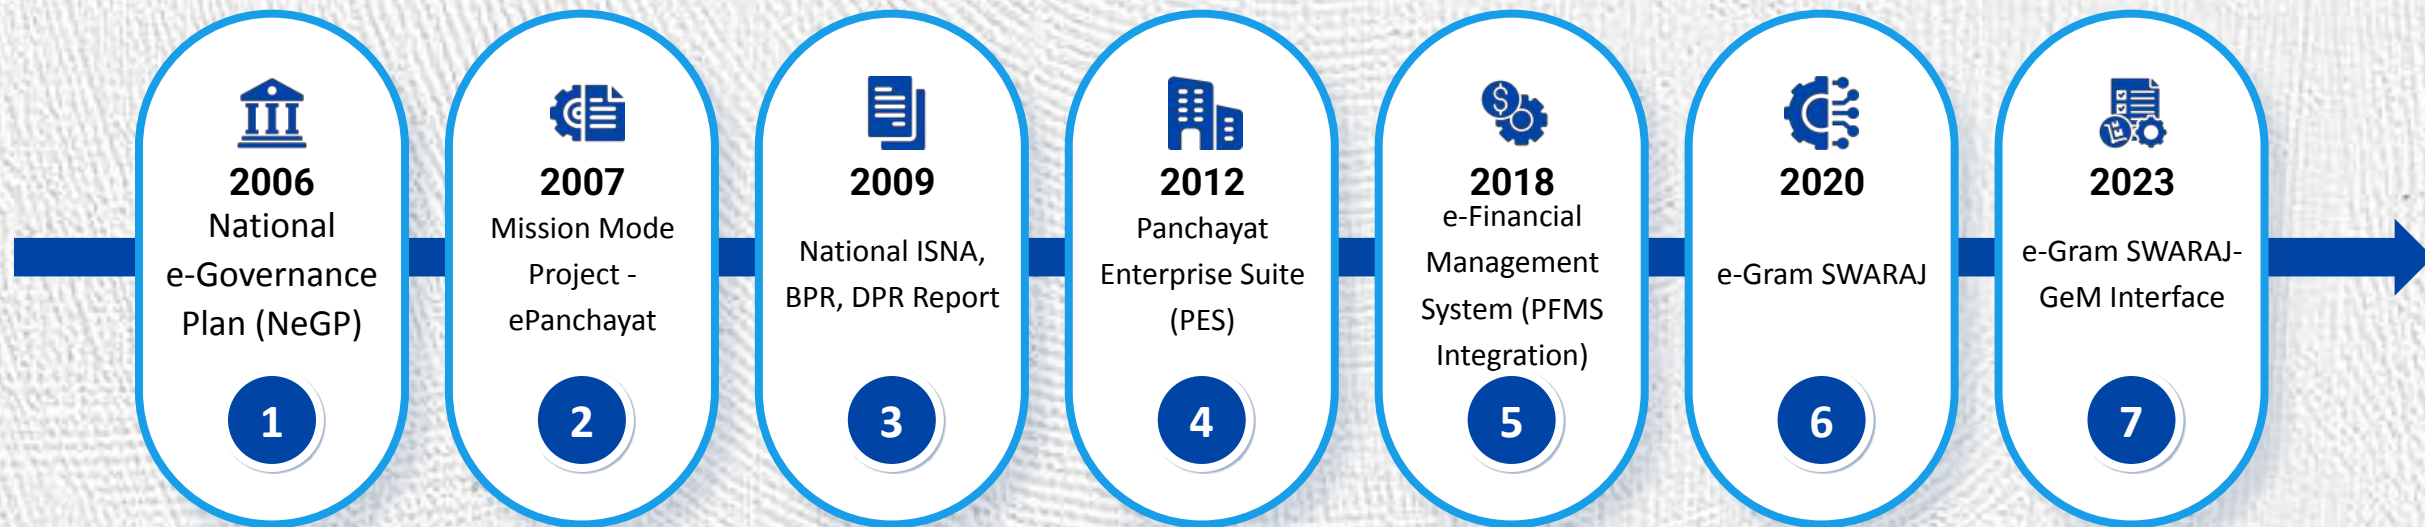 2006
National
e-Governance
Plan (NeGP)
1
2007
Mission Mode
Project -
ePanchayat
2
2009
National ISNA,
BPR, DPR Report
3
2012
Panchayat
Enterprise Suite
(PES)
4
2018
e-Financial
Management
System (PFMS
Integration)
5
2020
e-Gram SWARAJ
6
2023
e-Gram SWARAJ-
GeM Interface
7